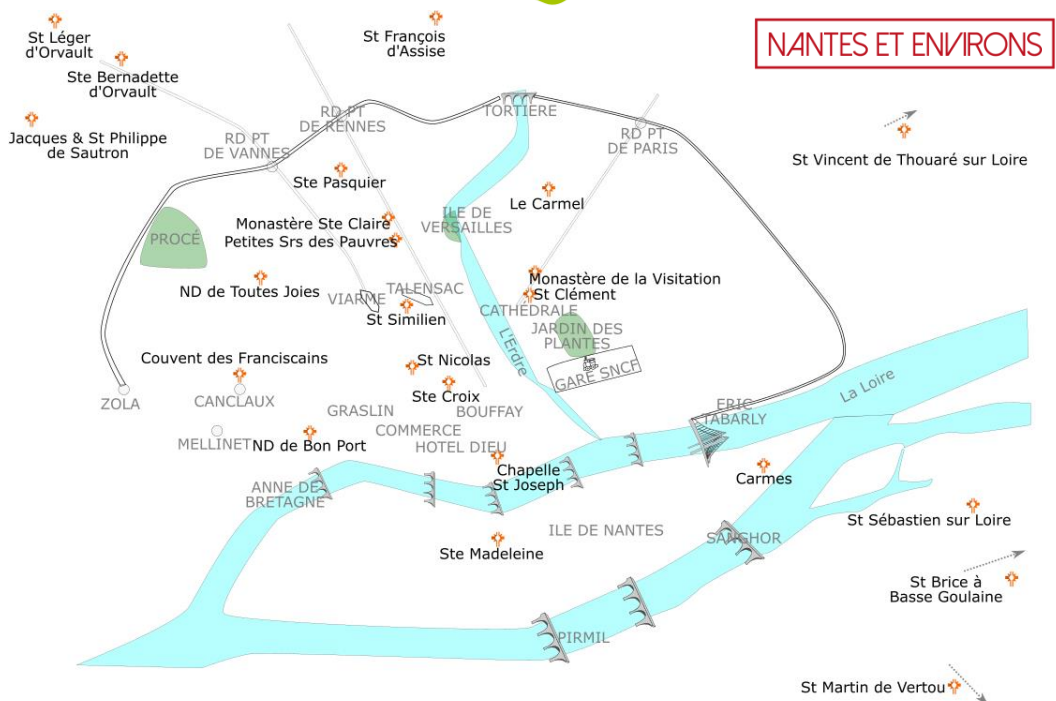 NANTES ET ENVIRONS
St Léger
d'Orvault
St François
d'Assise
Ste Bernadette
d'Orvault
Jacques & St Philippe
de Sautron
RD PT
DE VANNES
RD PT
DE RENNES
TORTIÈRE
RD PT
DE PARIS
St Vincent de Thouaré sur Loire
Ste Pasquier
Le Carmel
Monastère Ste Claire
Petites Srs des Pauvres
ILE DE
VERSAILLES
PROCÉ
ND de Toutes Joies
VIARME
TALENSAC
Monastère de la Visitation
St Clément
CATHÉDRALE
St Similien
JARDIN DES
PLANTES
L'Erdre
GARE SNCF
Couvent des Franciscains
St Nicolas
Ste Croix
La Loire
ZOLA
CANCLAUX
GRASLIN
BOUFFAY
ERIC
TABARLY
MELLINET
ND de Bon Port
COMMERCE
HOTEL DIEU
Chapelle
St Joseph
Carmes
ANNE DE
BRETAGNE
St Sébastien sur Loire
ILE DE NANTES
SANGHOR
Ste Madeleine
St Brice à
Basse Goulaine
PIRMIL
St Martin de Vertou